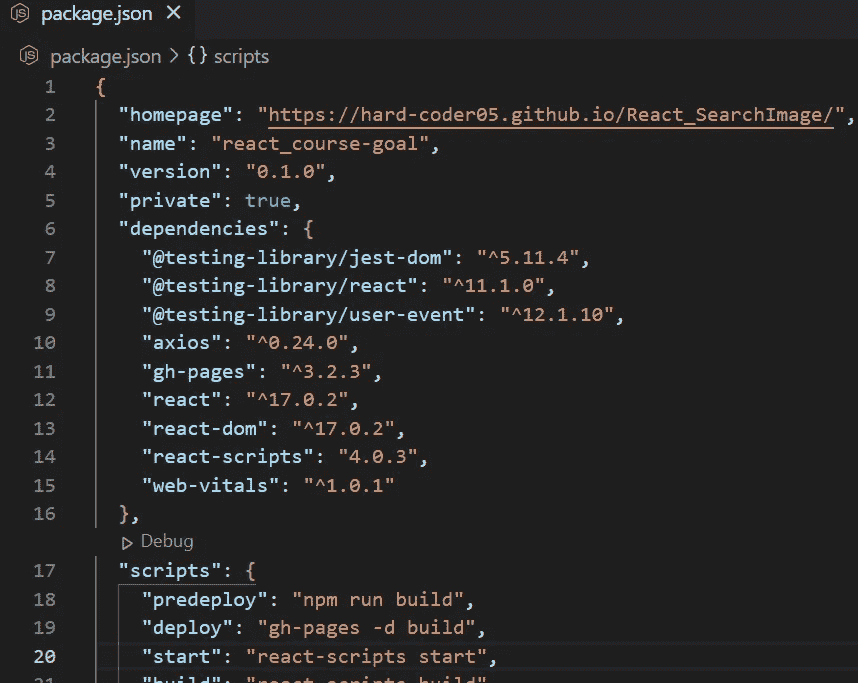 package.json
package.json > {} scripts
1 {
2 "homepage": "https://hard-coder05.github.io/React_SearchImage/",
3 "name": "react_course-goal",
4 "version": "0.1.0",
5 "private": true,
6 "dependencies": {
7 "@testing-library/jest-dom": "^5.11.4",
8 "@testing-library/react": "^11.1.0",
9 "@testing-library/user-event": "^12.1.10",
10 "axios": "^0.24.0",
11 "gh-pages": "^3.2.3",
12 "react": "^17.0.2",
13 "react-dom": "^17.0.2",
14 "react-scripts": "4.0.3",
15 "web-vitals": "^1.0.1"
16 },
Debug
17 "scripts": {
18 "predeploy": "npm run build",
19 "deploy": "gh-pages -d build",
20 "start": "react-scripts start",
21 "build": "react-scripts build"